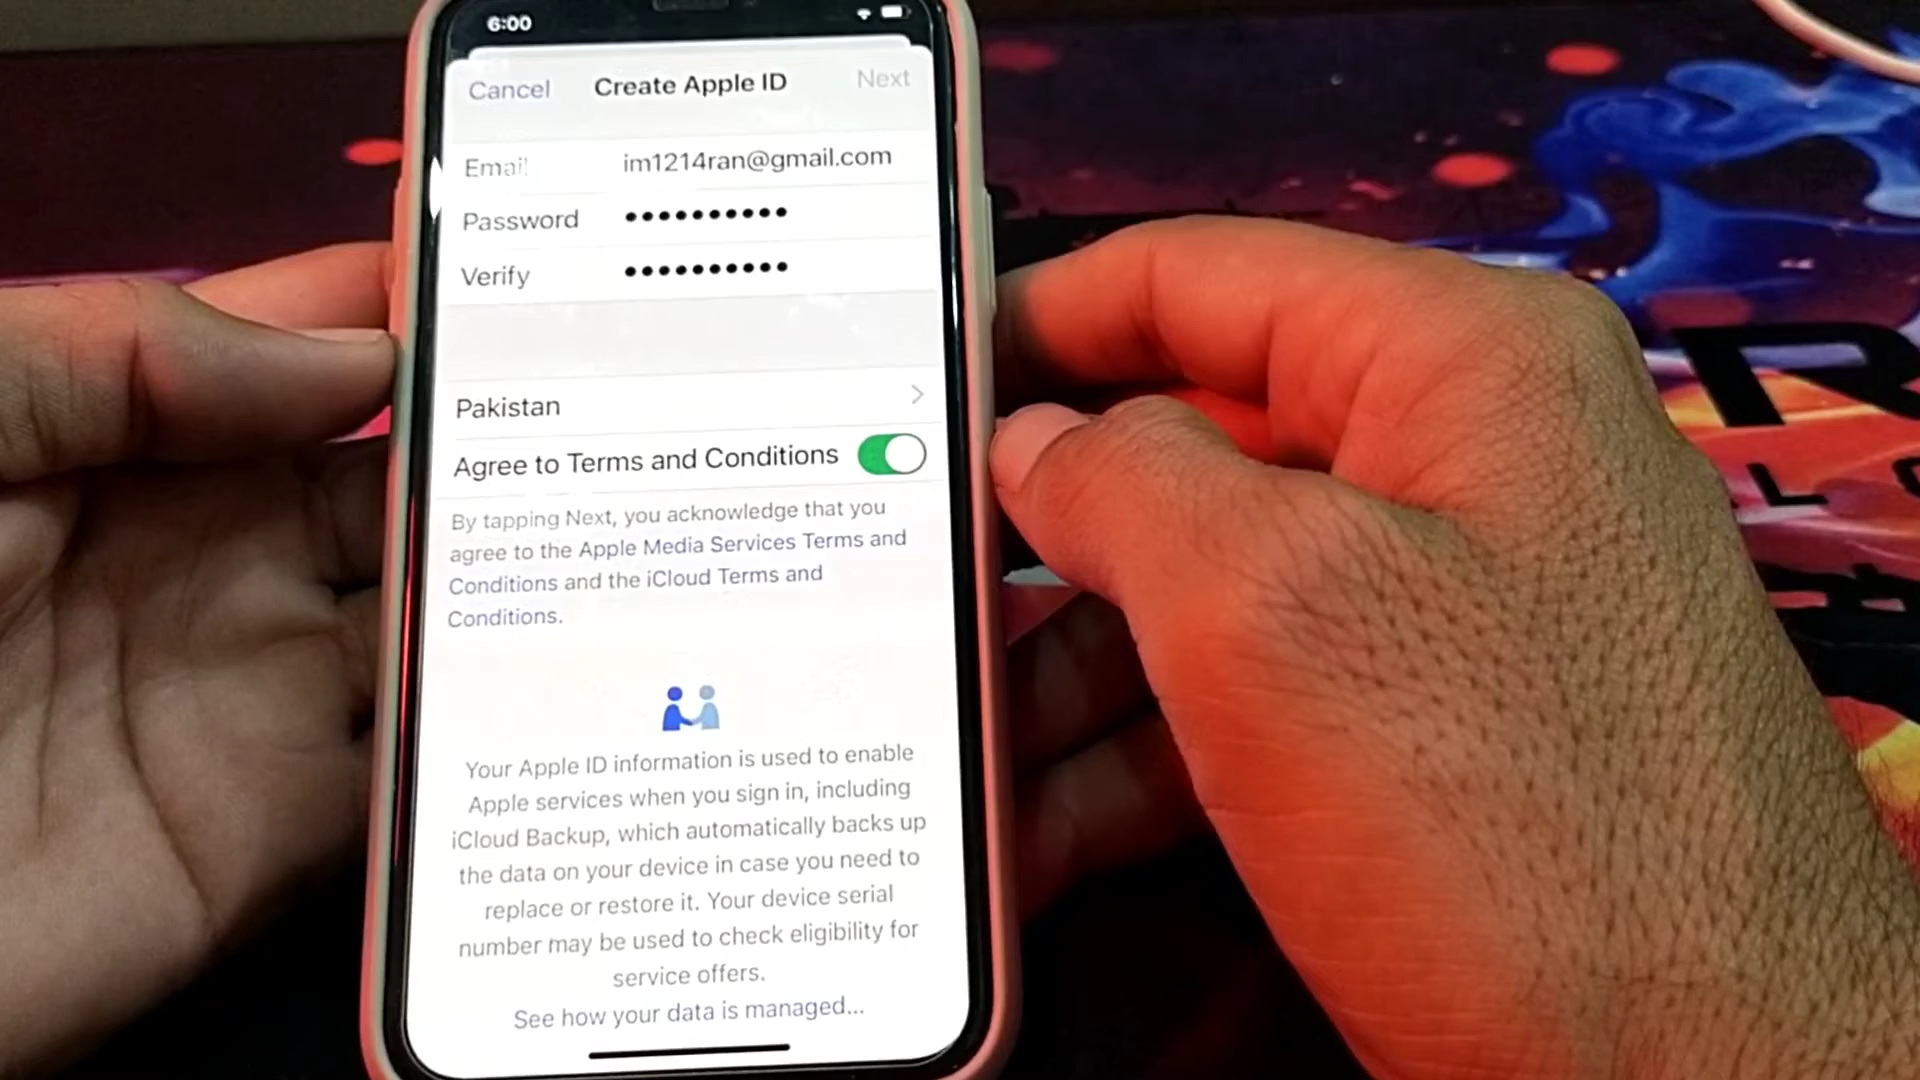 6:00
Cancel Create Apple ID Next
Email im1214ran@gmail.com
Password ••••••••••
Verify ••••••••••
Pakistan
Agree to Terms and Conditions
By tapping Next, you acknowledge that you
agree to the Apple Media Services Terms and
Conditions and the iCloud Terms and
Conditions.
Your Apple ID information is used to enable
Apple services when you sign in, including
iCloud Backup, which automatically backs up
the data on your device in case you need to
replace or restore it. Your device serial
number may be used to check eligibility for
service offers.
See how your data is managed...